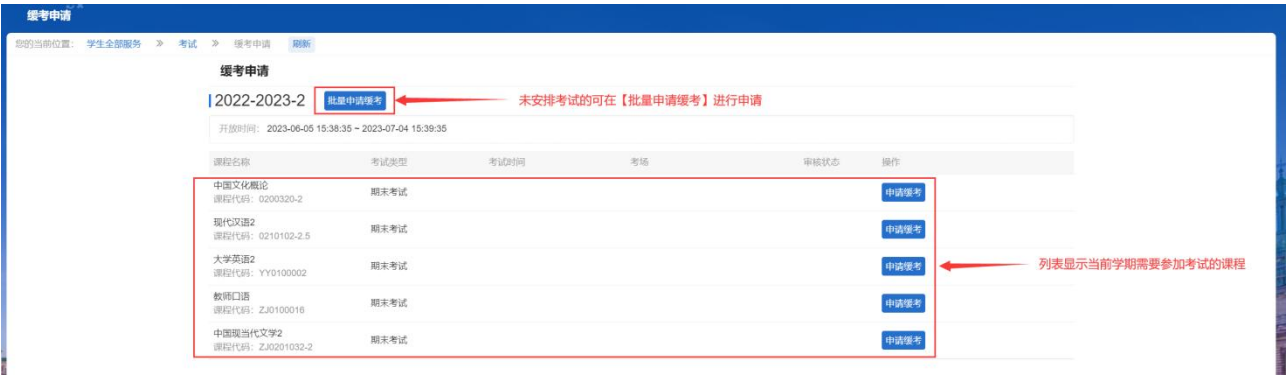 缓考申请
您的当前位置： 学生全部服务 》 考试 》 缓考申请 刷新
缓考申请
2022-2023-2 批量申请缓考 未安排考试的可在【批量申请缓考】进行申请
开放时间： 2023-06-05 15:38:35 ~ 2023-07-04 15:39:35
课程名称 考试类型 考试时间 考场 审核状态 操作
中国文化概论
课程代码：0200320-2
期末考试 申请缓考
现代汉语2
课程代码：0210102-2.5
期末考试 申请缓考
大学英语2
课程代码：YY0100002
期末考试 申请缓考 列表显示当前学期需要参加考试的课程
教师口语
课程代码：ZJ0100016
期末考试 申请缓考
中国现当代文学2
课程代码：ZJ0201032-2
期末考试 申请缓考